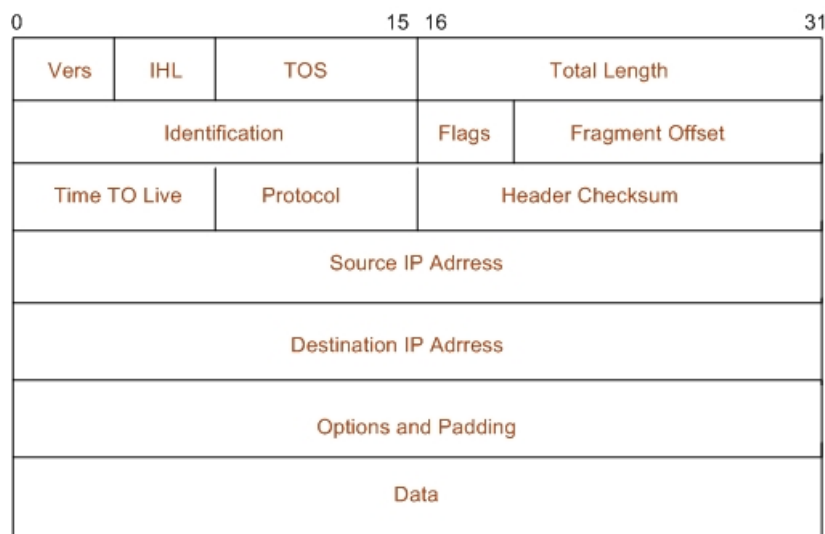 0 15 16 31
Vers IHL TOS Total Length
Identification Flags Fragment Offset
Time TO Live Protocol Header Checksum
Source IP Adrress
Destination IP Adrress
Options and Padding
Data